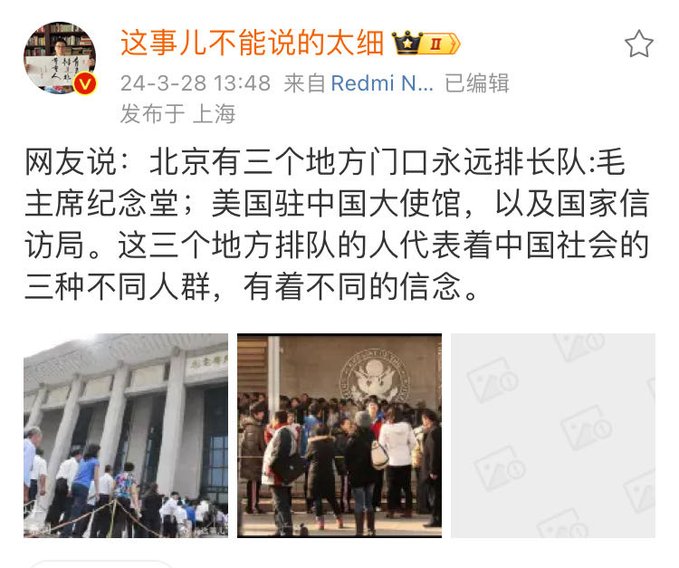 这事儿不能说的太细 II
24-3-28 13:48 来自 Redmi N... 已编辑
发布于 上海
网友说：北京有三个地方门口永远排长队:毛
主席纪念堂；美国驻中国大使馆，以及国家信
访局。这三个地方排队的人代表着中国社会的
三种不同人群，有着不同的信念。